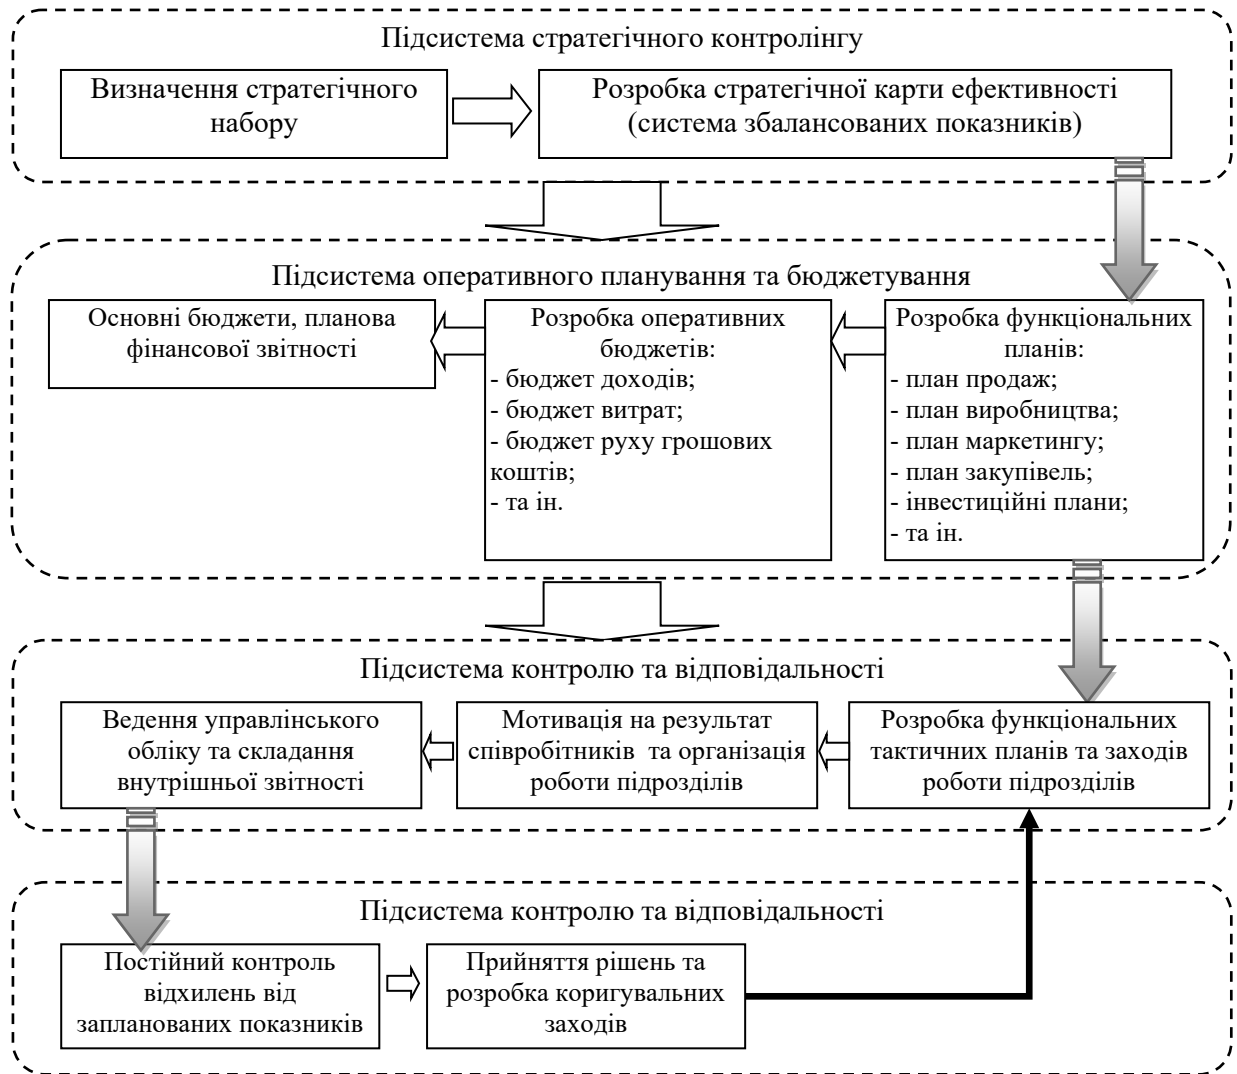 Підсистема стратегічного контролінгу
Визначення стратегічного
набору
Розробка стратегічної карти ефективності
(система збалансованих показників)
Підсистема оперативного планування та бюджетування
Основні бюджети, планова
фінансової звітності
Розробка оперативних
бюджетів:
- бюджет доходів;
- бюджет витрат;
- бюджет руху грошових
коштів;
- та ін.
Розробка функціональних
планів:
- план продаж;
- план виробництва;
- план маркетингу;
- план закупівель;
- інвестиційні плани;
- та ін.
Підсистема контролю та відповідальності
Ведення управлінського
обліку та складання
внутрішньої звітності
Мотивація на результат
співробітників та організація
роботи підрозділів
Розробка функціональних
тактичних планів та заходів
роботи підрозділів
Підсистема контролю та відповідальності
Постійний контроль
відхилень від
запланованих показників
Прийняття рішень та
розробка коригувальних
заходів